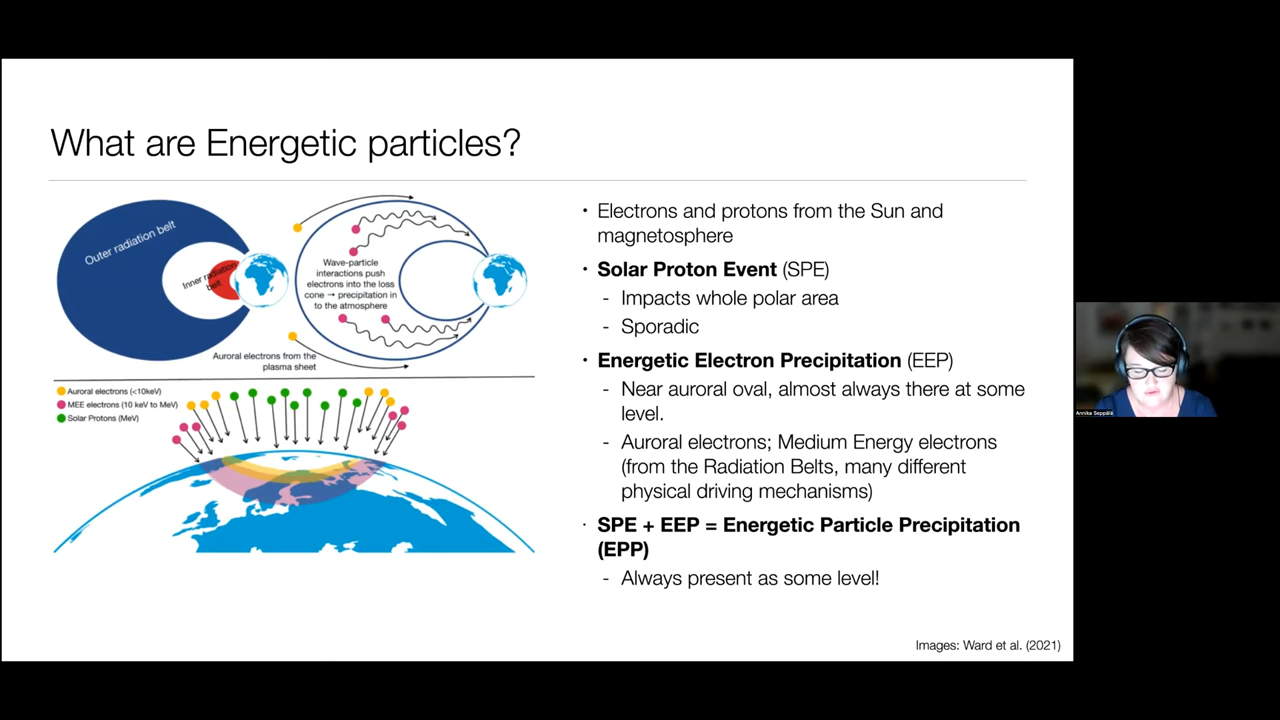 What are Energetic particles?
Outer radiation belt
Inner radiation
belt
Wave-particle
interactions push
electrons into the loss
cone → precipitation in
to the atmosphere
Auroral electrons from the
plasma sheet
Auroral electrons (<10keV)
MEE electrons (10 keV to MeV)
Solar Protons (MeV)
• Electrons and protons from the Sun and
magnetosphere
• Solar Proton Event (SPE)
- Impacts whole polar area
- Sporadic
• Energetic Electron Precipitation (EEP)
- Near auroral oval, almost always there at some
level.
- Auroral electrons; Medium Energy electrons
(from the Radiation Belts, many different
physical driving mechanisms)
· SPE + EEP = Energetic Particle Precipitation
(EPP)
- Always present as some level!
Images: Ward et al. (2021)
Annika Seppälä